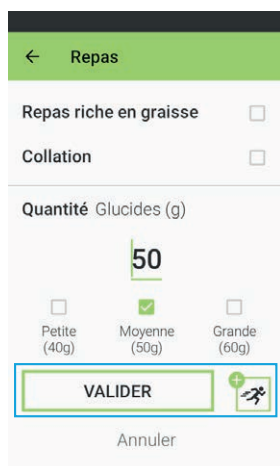 ← Repas
Repas riche en graisse
Collation
Quantité Glucides (g)
50
Petite Moyenne Grande
(40g) (50g) (60g)
VALIDER
Annuler